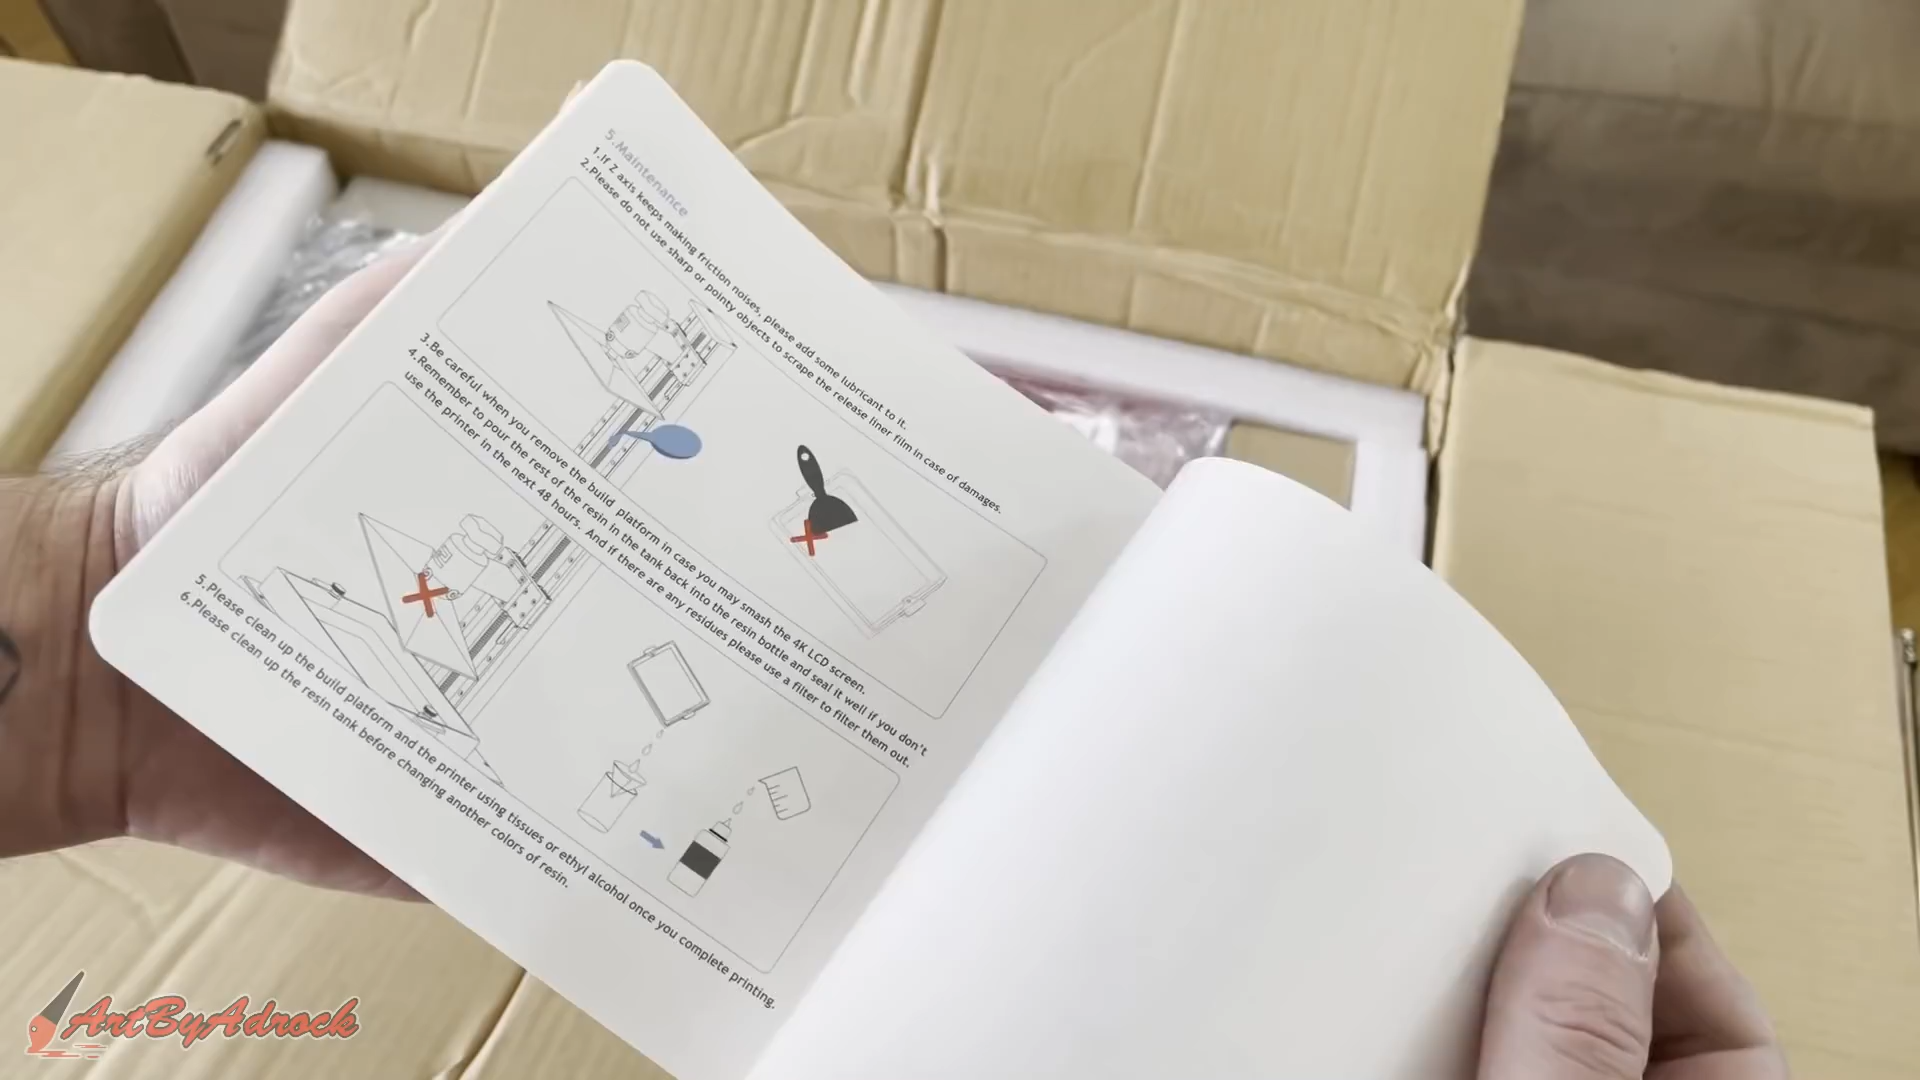 5.Maintenance
1.If Z axis keeps making friction noises, please add some lubricant to it.
2.Please do not use sharp or pointy objects to scrape the release liner film in case of damages.
3.Be careful when you remove the build platform in case you may smash the 4K LCD screen.
4.Remember to pour the rest of the resin in the tank back into the resin bottle and seal it well if you don't
use the printer in the next 48 hours. And if there are any residues please use a filter to filter them out.
5.Please clean up the build platform and the printer using tissues or ethyl alcohol once you complete printing.
6.Please clean up the resin tank before changing another colors of resin.
ArtByAdrock